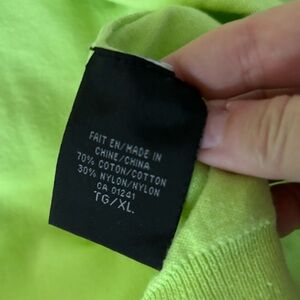 FAIT EN/MADE IN
CHINE/CHINA
70% COTON/COTTON
30% NYLON/NYLON
CA 01241
TG/XL.